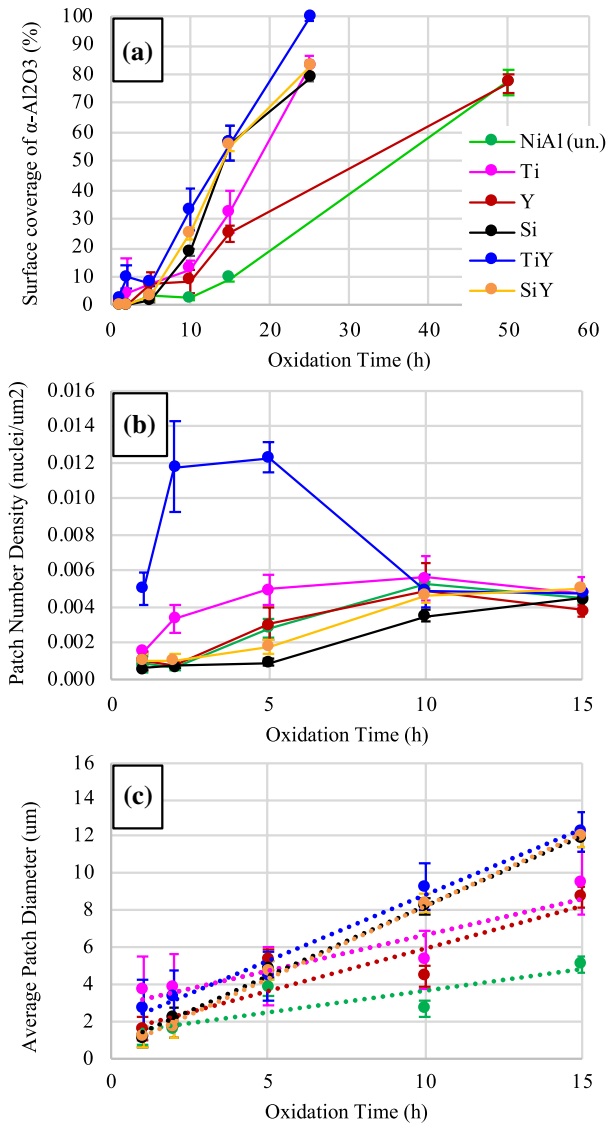 (a)
Surface coverage of α-Al2O3 (%)
100
90
80
70
60
50
40
30
20
10
0
0 10 20 30 40 50 60
Oxidation Time (h)
NiAl (un.)
Ti
Y
Si
TiY
SiY
(b)
Patch Number Density (nuclei/um2)
0.016
0.014
0.012
0.010
0.008
0.006
0.004
0.002
0.000
0 5 10 15
Oxidation Time (h)
(c)
Average Patch Diameter (um)
16
14
12
10
8
6
4
2
0
0 5 10 15
Oxidation Time (h)